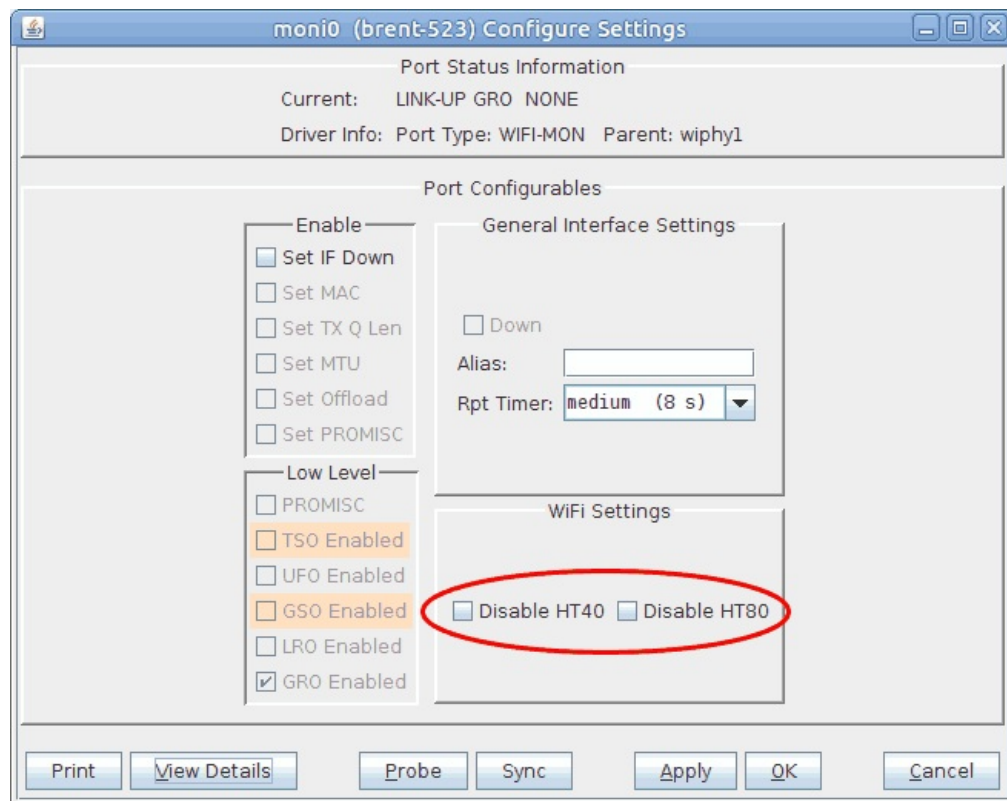 moni0 (brent-523) Configure Settings
Port Status Information
Current: LINK-UP GRO NONE
Driver Info: Port Type: WIFI-MON Parent: wiphy1
Port Configurables
Enable
Set IF Down
Set MAC
Set TX Q Len
Set MTU
Set Offload
Set PROMISC
General Interface Settings
Down
Alias:
Rpt Timer: medium (8 s)
Low Level
PROMISC
TSO Enabled
UFO Enabled
GSO Enabled
LRO Enabled
GRO Enabled
WiFi Settings
Disable HT40 Disable HT80
Print View Details Probe Sync Apply OK Cancel